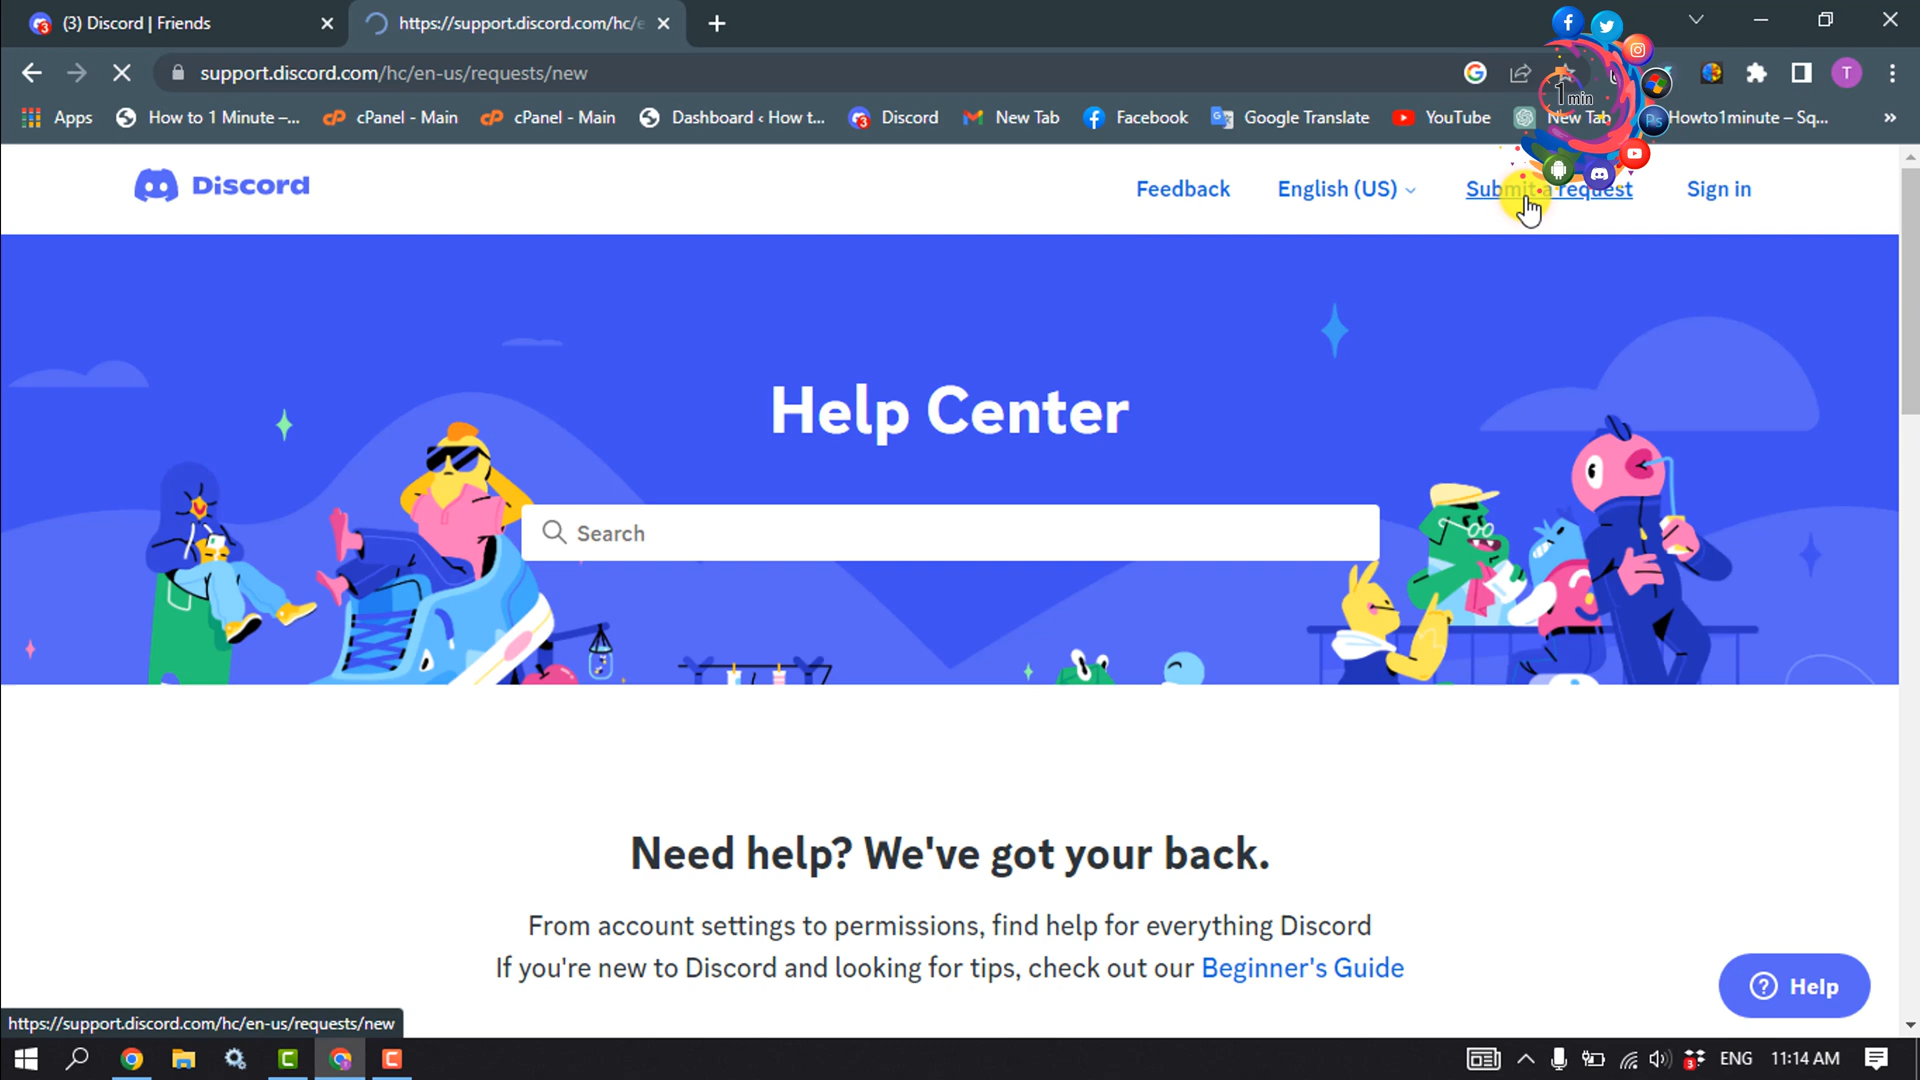 (3) Discord | Friends
https://support.discord.com/hc/e
support.discord.com/hc/en-us/requests/new
T
Apps
How to 1 Minute –...
cPanel - Main
cPanel - Main
Dashboard ‹ How t...
Discord
New Tab
Facebook
Google Translate
YouTube
New Tab
Howto1minute – Sq...
»
1 min
Ps
Discord
Feedback
English (US)
Submit a request
Sign in
Help Center
Search
Need help? We've got your back.
From account settings to permissions, find help for everything Discord
If you're new to Discord and looking for tips, check out our Beginner's Guide
Help
https://support.discord.com/hc/en-us/requests/new
ENG
11:14 AM